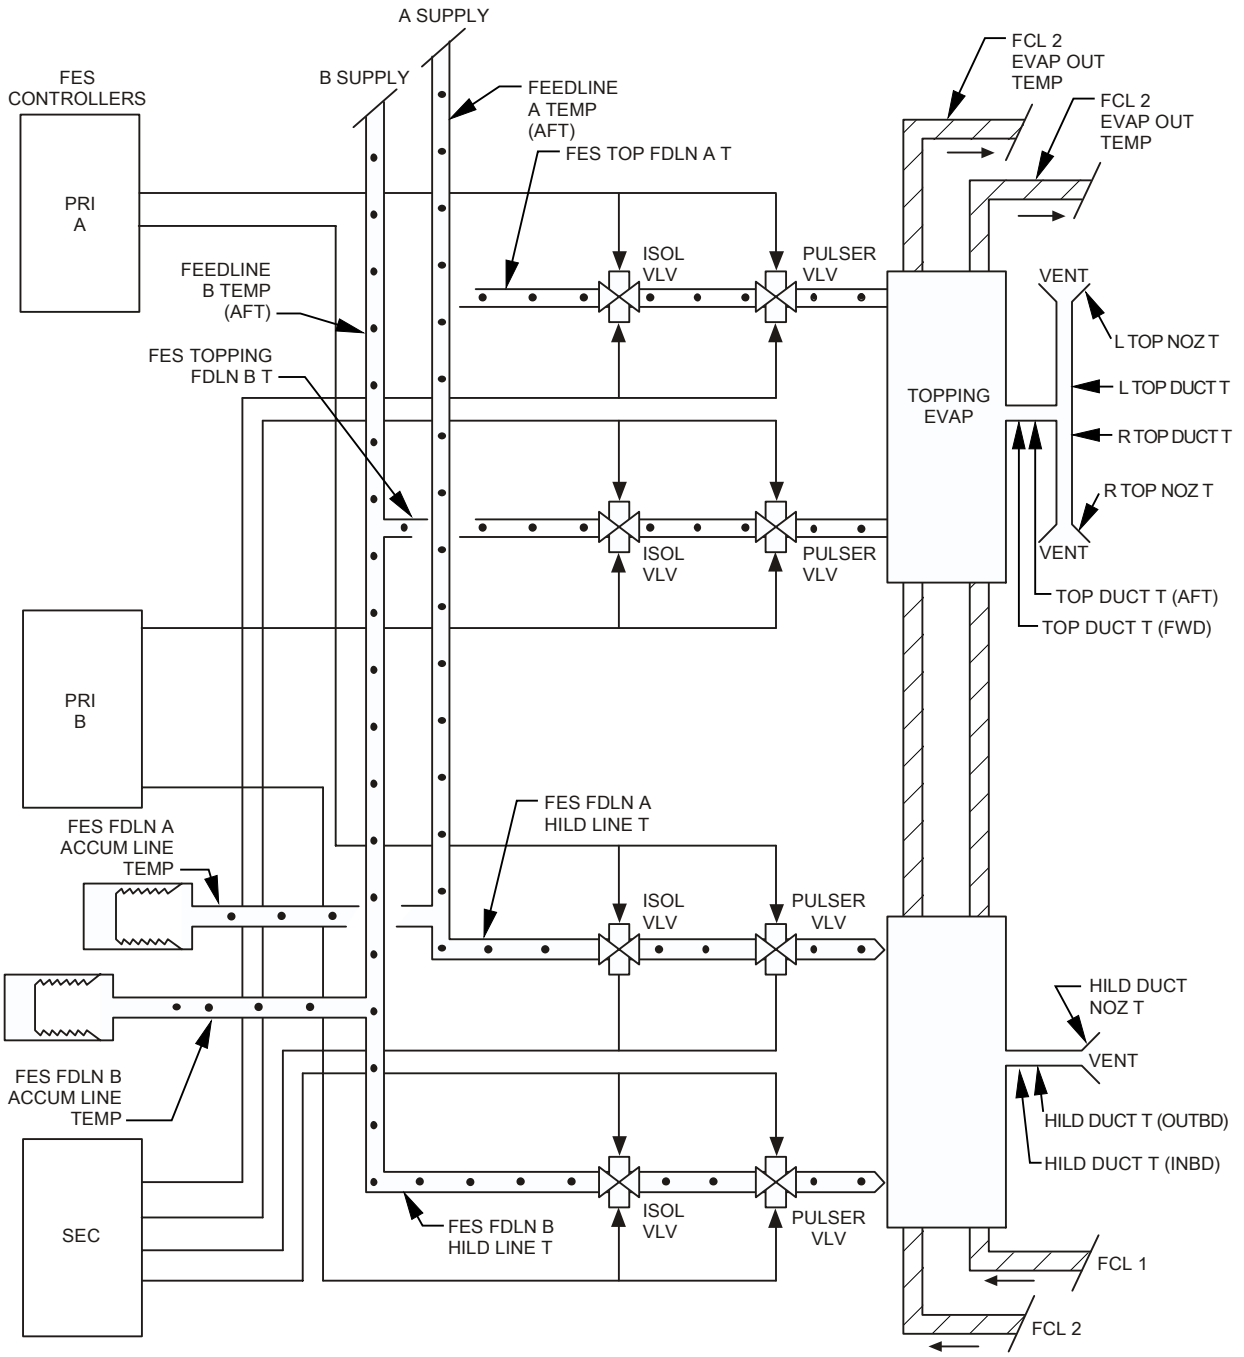 A SUPPLY
B SUPPLY
FES
CONTROLLERS
PRI
A
FEEDLINE
A TEMP
(AFT)
FES TOP FDLN A T
FCL 2
EVAP OUT
TEMP
FCL 2
EVAP OUT
TEMP
FEEDLINE
B TEMP
(AFT)
ISOL
VLV
PULSER
VLV
VENT
L TOP NOZ T
FES TOPPING
FDLN B T
TOPPING
EVAP
L TOP DUCT T
R TOP DUCT T
R TOP NOZ T
ISOL
VLV
PULSER
VLV
VENT
TOP DUCT T (AFT)
TOP DUCT T (FWD)
PRI
B
FES FDLN A
HILD LINE T
FES FDLN A
ACCUM LINE
TEMP
ISOL
VLV
PULSER
VLV
HILD DUCT
NOZ T
VENT
FES FDLN B
ACCUM LINE
TEMP
HILD DUCT T (OUTBD)
HILD DUCT T (INBD)
SEC
FES FDLN B
HILD LINE T
ISOL
VLV
PULSER
VLV
FCL 1
FCL 2